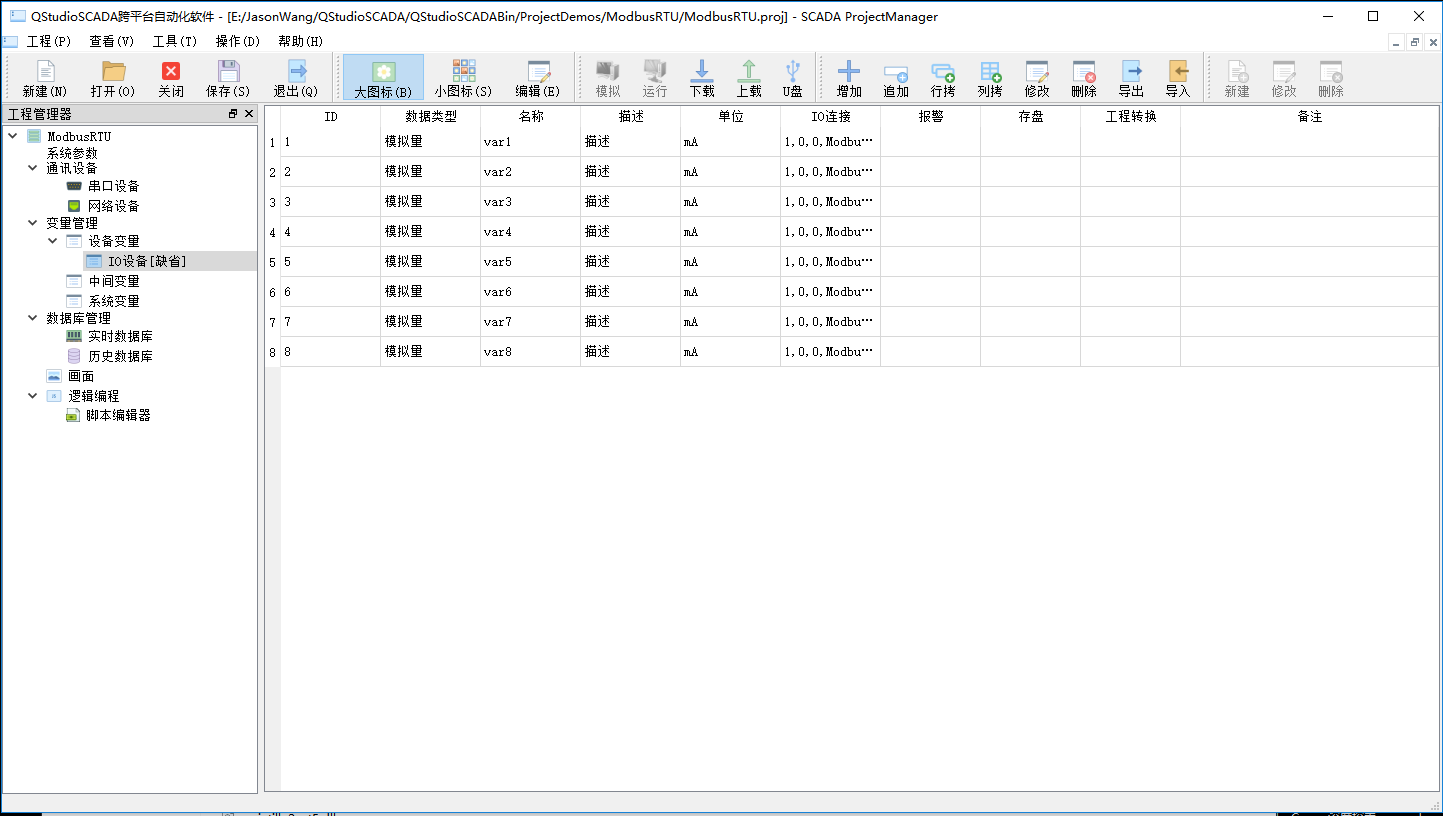 QStudioSCADA跨平台自动化软件 - [E:/JasonWang/QStudioSCADA/QStudioSCADABin/ProjectDemos/ModbusRTU/ModbusRTU.proj] - SCADA ProjectManager
工程(P) 查看(V) 工具(T) 操作(D) 帮助(H)
新建(N) 打开(O) 关闭 保存(S) 退出(Q) 大图标(B) 小图标(S) 编辑(E) 模拟 运行 下载 上载 U盘 增加 追加 行拷 列拷 修改 删除 导出 导入 新建 修改 删除
工程管理器
ModbusRTU
系统参数
通讯设备
串口设备
网络设备
变量管理
设备变量
IO设备[缺省]
中间变量
系统变量
数据库管理
实时数据库
历史数据库
画面
逻辑编程
脚本编辑器
ID 数据类型 名称 描述 单位 IO连接 报警 存盘 工程转换 备注
1 1 模拟量 var1 描述 mA 1,0,0,Modbu…
2 2 模拟量 var2 描述 mA 1,0,0,Modbu…
3 3 模拟量 var3 描述 mA 1,0,0,Modbu…
4 4 模拟量 var4 描述 mA 1,0,0,Modbu…
5 5 模拟量 var5 描述 mA 1,0,0,Modbu…
6 6 模拟量 var6 描述 mA 1,0,0,Modbu…
7 7 模拟量 var7 描述 mA 1,0,0,Modbu…
8 8 模拟量 var8 描述 mA 1,0,0,Modbu…